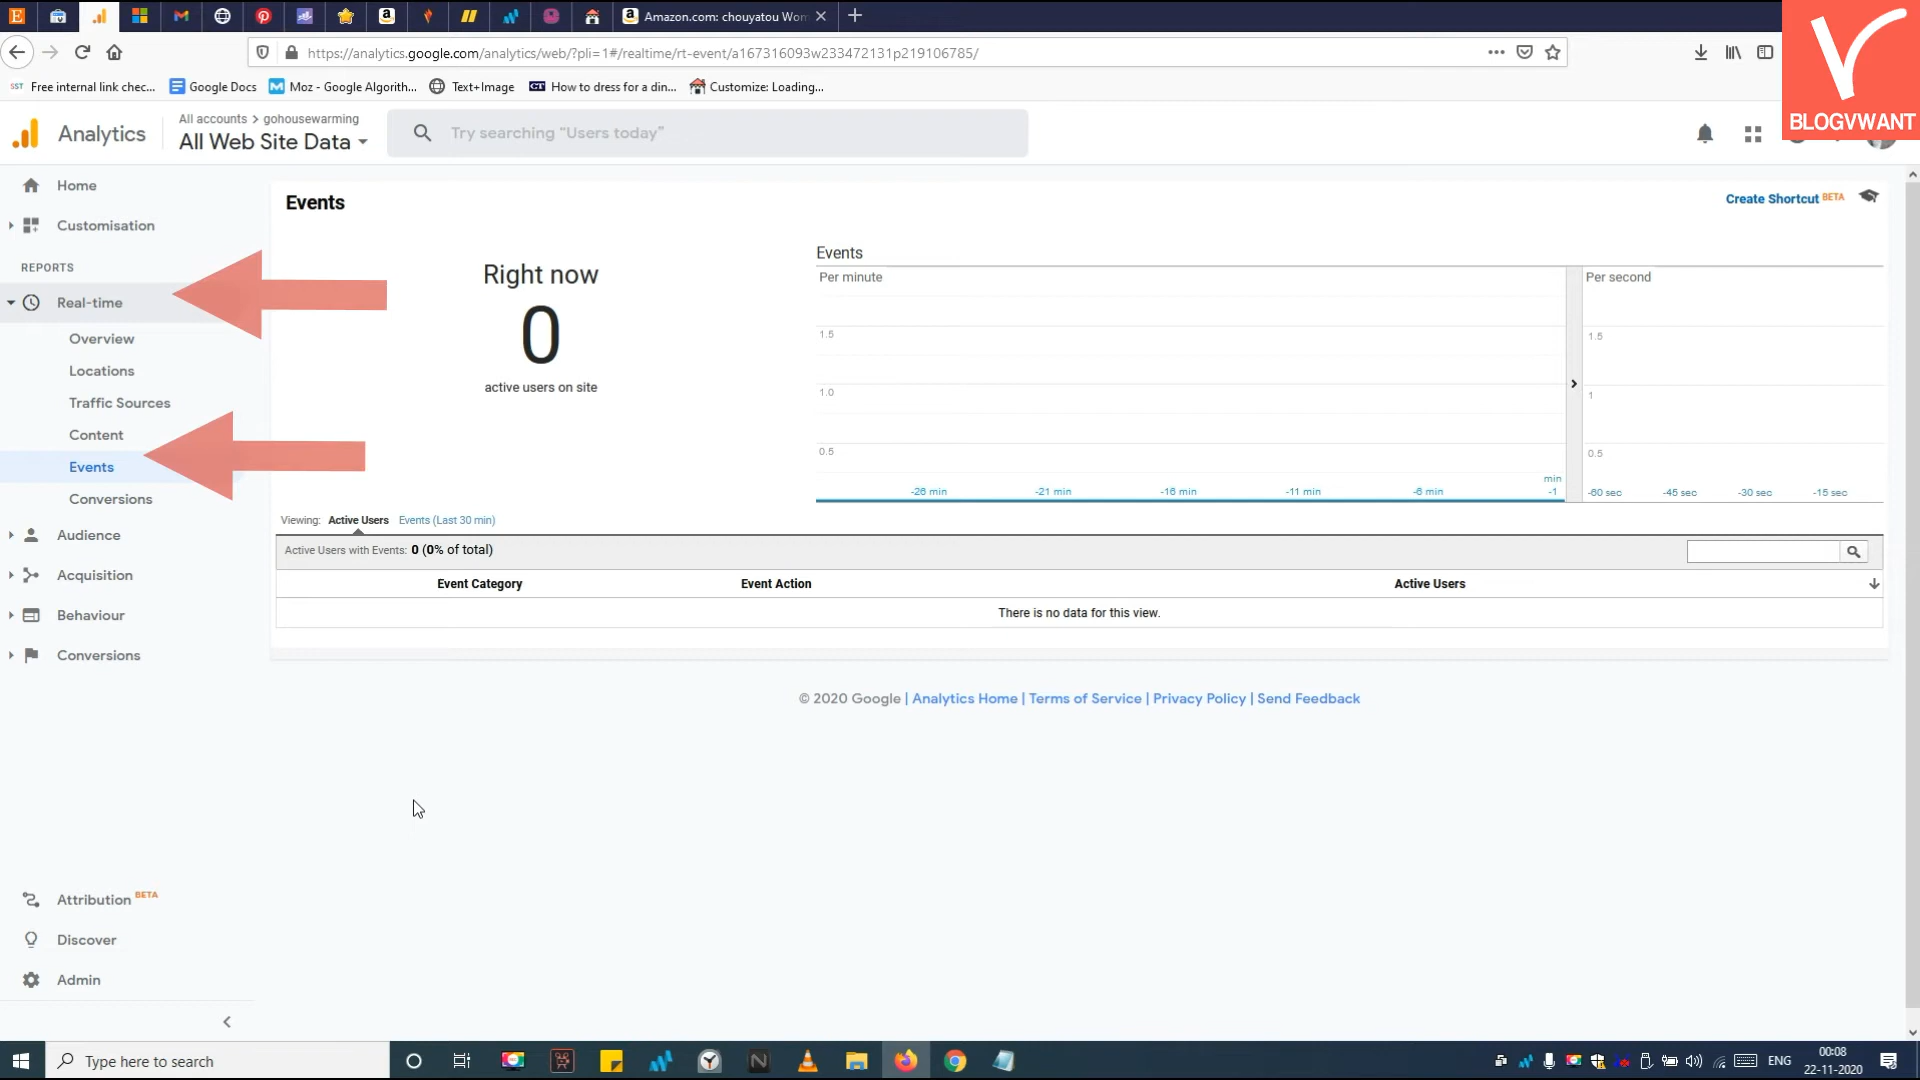 Amazon.com: chouyatou Wom
https://analytics.google.com/analytics/web/?pli=1#/realtime/rt-event/a167316093w233472131p219106785/
SST Free internal link chec... Google Docs Moz - Google Algorith... Text+Image CT How to dress for a din... Customize: Loading...
BLOGVWANT
Analytics
All accounts > gohousewarming
All Web Site Data
Try searching “Users today”
Home
Customisation
REPORTS
Real-time
Overview
Locations
Traffic Sources
Content
Events
Conversions
Audience
Acquisition
Behaviour
Conversions
Attribution BETA
Discover
Admin
Events
Create Shortcut BETA
Right now
0
active users on site
Events
Per minute
1.5
1.0
0.5
-26 min -21 min -16 min -11 min -6 min
min
-1
Per second
1.5
1
0.5
-60 sec -45 sec -30 sec -15 sec
Viewing: Active Users Events (Last 30 min)
Active Users with Events: 0 (0% of total)
Event Category Event Action Active Users
There is no data for this view.
© 2020 Google | Analytics Home | Terms of Service | Privacy Policy | Send Feedback
Type here to search
ENG
00:08
22-11-2020